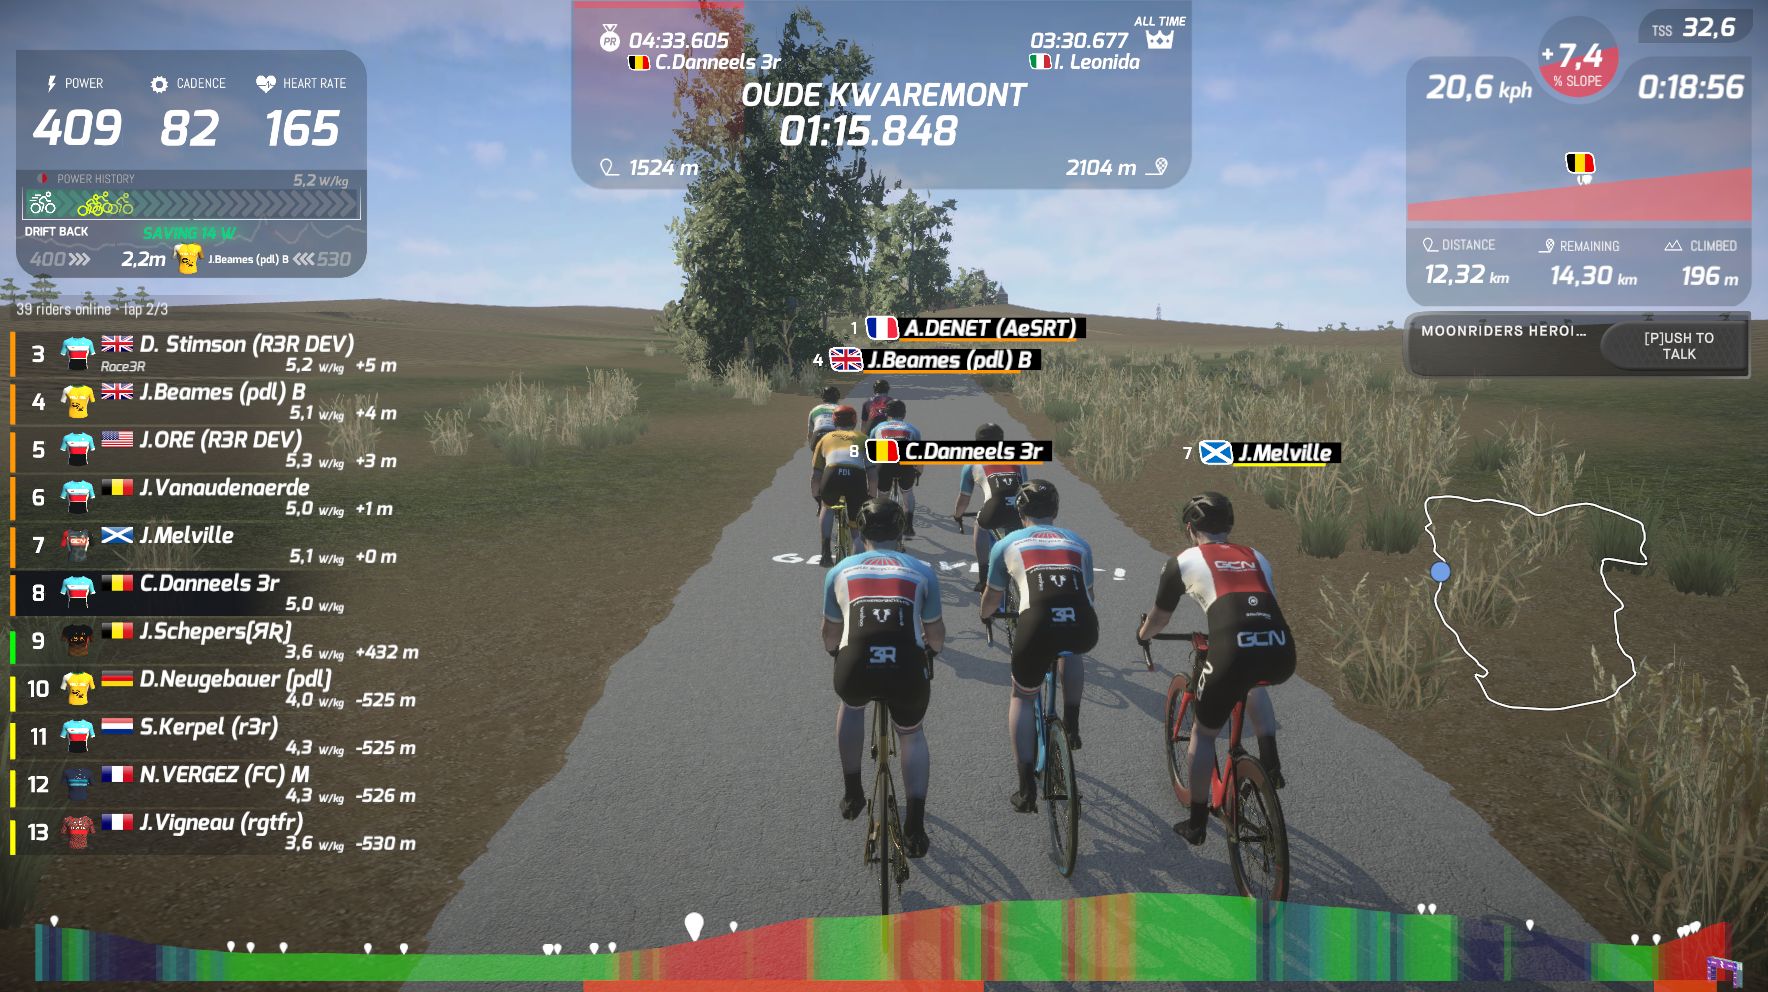 POWER
CADENCE
HEART RATE
409
82
165
POWER HISTORY
5,2 W/kg
DRIFT BACK
SAVING 14 W
400
2,2m
J.Beames (pdl) B
530
PR
04:33.605
C.Danneels 3r
ALL TIME
03:30.677
I. Leonida
OUDE KWAREMONT
01:15.848
1524 m
2104 m
TSS 32,6
+7,4
% SLOPE
20,6 kph
0:18:56
DISTANCE
REMAINING
CLIMBED
12,32 km
14,30 km
196 m
MOONRIDERS HEROI...
[P]USH TO
TALK
39 riders online - lap 2/3
3
D. Stimson (R3R DEV)
Race3R
5,2 W/kg +5 m
4
J.Beames (pdl) B
5,1 W/kg +4 m
5
J.ORE (R3R DEV)
5,3 W/kg +3 m
6
J.Vanaudenaerde
5,0 W/kg +1 m
7
J.Melville
5,1 W/kg +0 m
8
C.Danneels 3r
5,0 W/kg
9
J.Schepers[ЯR]
3,6 W/kg +432 m
10
D.Neugebauer [pdl]
4,0 W/kg -525 m
11
S.Kerpel (r3r)
4,3 W/kg -525 m
12
N.VERGEZ (FC) M
4,3 W/kg -526 m
13
J.Vigneau (rgtfr)
3,6 W/kg -530 m
1 A.DENET (AeSRT)
4 J.Beames (pdl) B
8 C.Danneels 3r
7 J.Melville
PDL
3R
3R
GCN
GCN